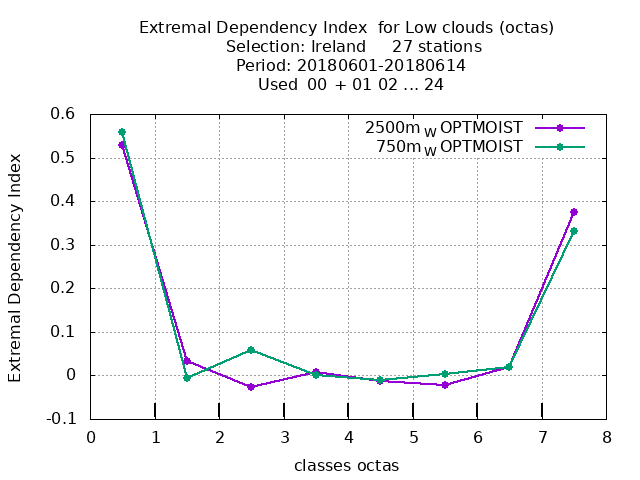 Extremal Dependency Index  for Low clouds (octas)
Selection: Ireland     27 stations
Period: 20180601-20180614
Used  00  + 01 02 ... 24
2500m W OPTMOIST
750m W OPTMOIST
0.6
0.5
0.4
0.3
0.2
0.1
0
-0.1
0 1 2 3 4 5 6 7 8
Extremal Dependency Index
classes octas